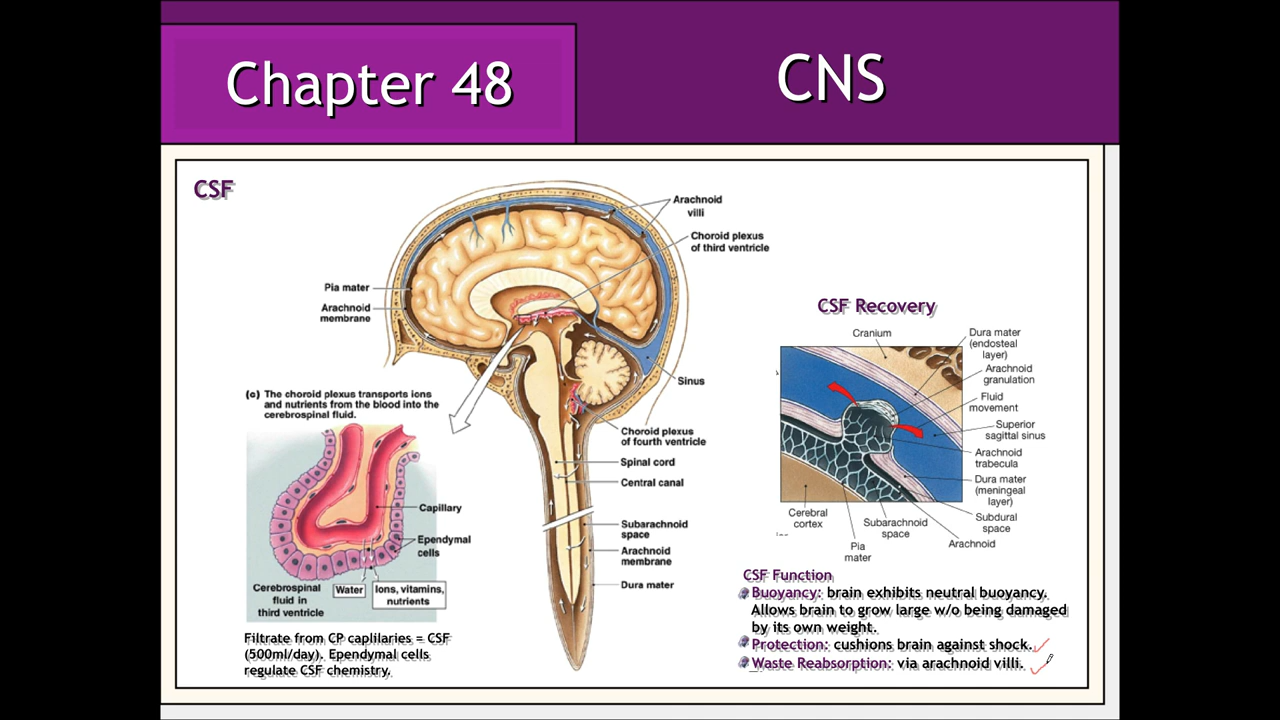 Chapter 48
CNS
CSF
Arachnoid
villi
Choroid plexus
of third ventricle
Pia mater
Arachnoid
membrane
Sinus
(c) The choroid plexus transports ions
and nutrients from the blood into the
cerebrospinal fluid.
Choroid plexus
of fourth ventricle
Spinal cord
Central canal
Capillary
Ependymal
cells
Subarachnoid
space
Arachnoid
membrane
Dura mater
Cerebrospinal
fluid in
third ventricle
Water
Ions, vitamins,
nutrients
Filtrate from CP caplilaries = CSF
(500ml/day). Ependymal cells
regulate CSF chemistry.
CSF Recovery
Cranium
Dura mater
(endosteal
layer)
Arachnoid
granulation
Fluid
movement
Superior
sagittal sinus
Arachnoid
trabecula
Dura mater
(meningeal
layer)
Subdural
space
Arachnoid
Cerebral
cortex
Subarachnoid
space
Pia
mater
CSF Function
Buoyancy: brain exhibits neutral buoyancy.
Allows brain to grow large w/o being damaged
by its own weight.
Protection: cushions brain against shock.
Waste Reabsorption: via arachnoid villi.